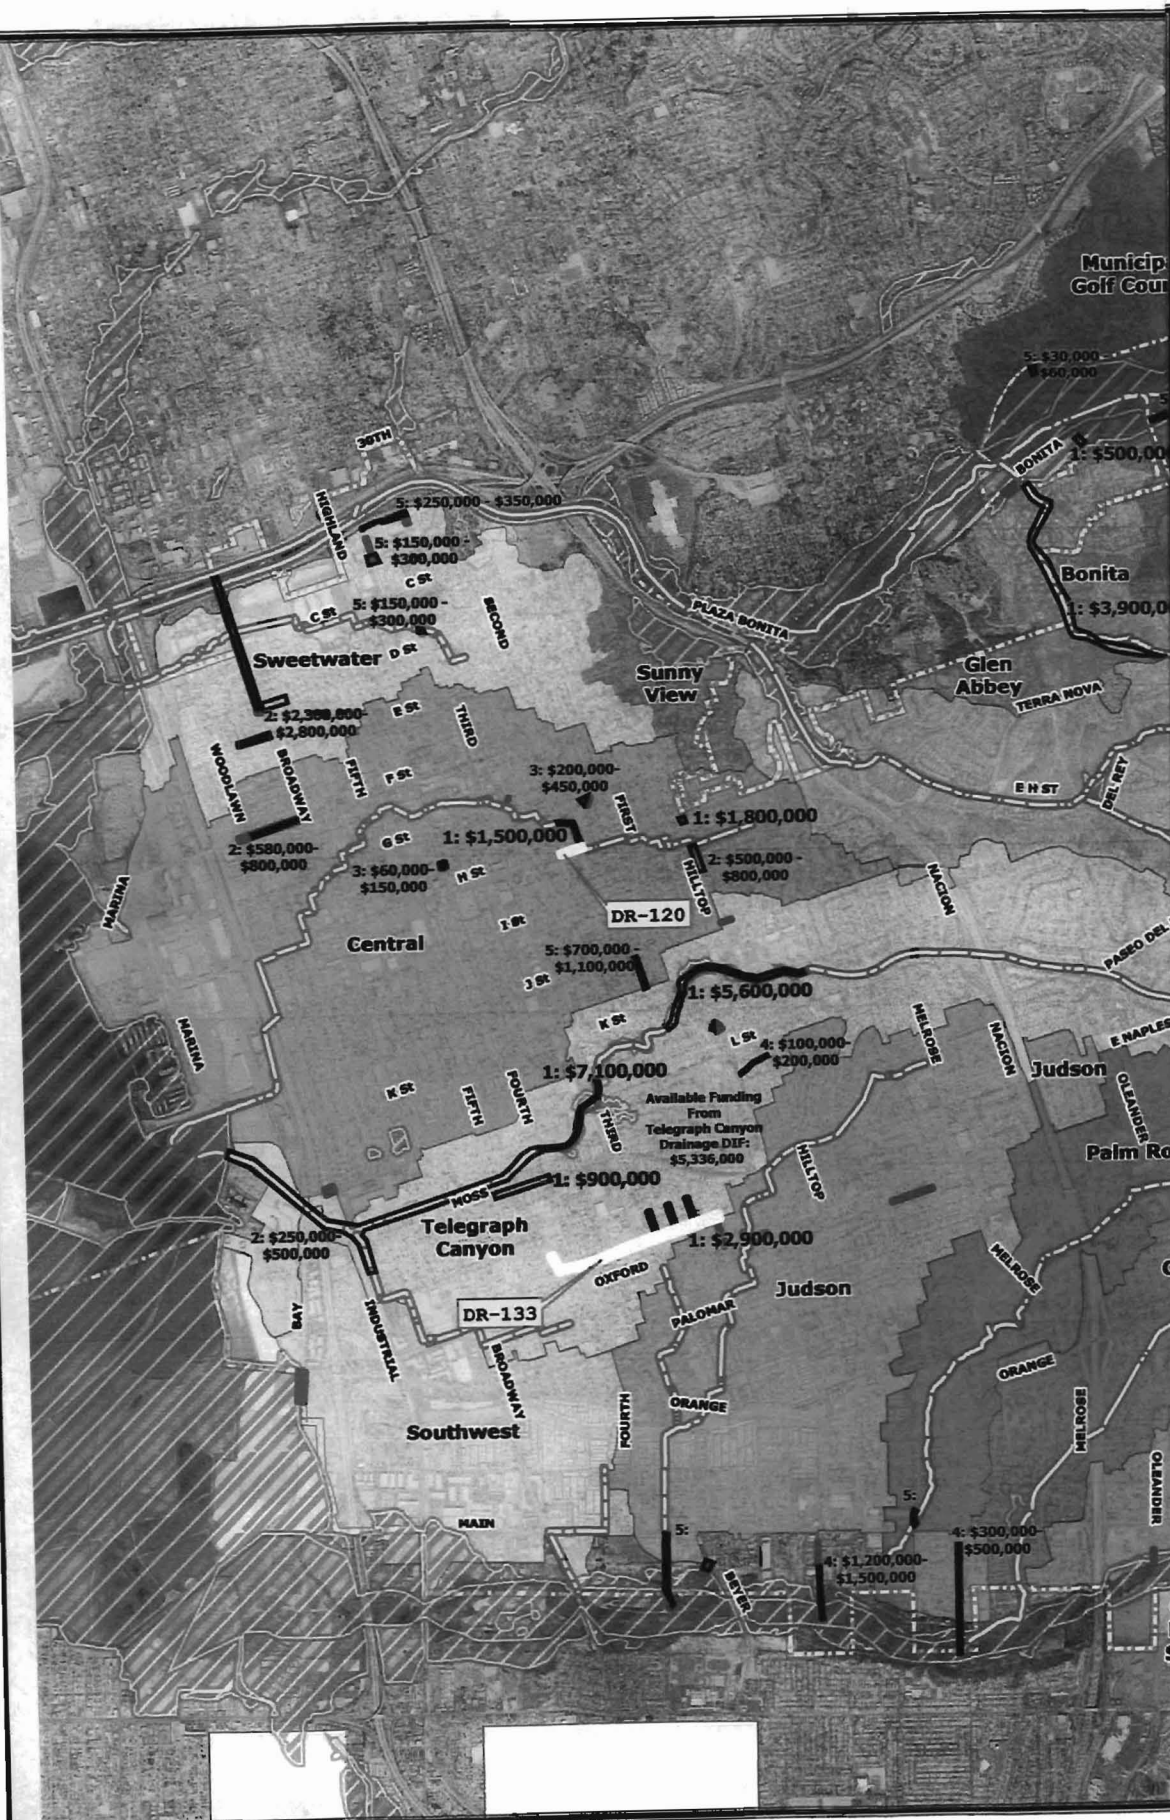 Municip
Golf Cour
5: $30,000 -
$60,000
30TH
BONITA
1: $500,000
HIGHLAND
5: $250,000 - $350,000
5: $150,000 -
$300,000
C St
Bonita
5: $150,000 -
$300,000
C St
SECOND
1: $3,900,0
PLAZA BONITA
D St
Sweetwater
Sunny
View
Glen
Abbey
TERRA NOVA
E St
THIRD
2: $2,300,000-
$2,800,000
WOODLAWN
BROADWAY
FIFTH
F St
3: $200,000-
$450,000
FIRST
E H ST
DEL REY
1: $1,800,000
1: $1,500,000
G St
2: $580,000-
$800,000
3: $60,000-
$150,000
H St
2: $500,000 -
$800,000
HILLTOP
NACION
MARINA
DR-120
I St
Central
5: $700,000 -
$1,100,000
PASEO DEL
J St
1: $5,600,000
K St
MARINA
L St
4: $100,000-
$200,000
MELROSE
NACION
E NAPLES
1: $7,100,000
Judson
K St
FIFTH
FOURTH
THIRD
Available Funding
From
Telegraph Canyon
Drainage DIF:
$5,336,000
OLEANDER
Palm Ro
HILLTOP
1: $900,000
MOSS
Telegraph
Canyon
2: $250,000-
$500,000
1: $2,900,000
MELROSE
OXFORD
Judson
DR-133
BAY
INDUSTRIAL
PALOMAR
BROADWAY
ORANGE
ORANGE
FOURTH
MELROSE
Southwest
OLEANDER
5:
MAIN
5:
4: $300,000-
$500,000
4: $1,200,000-
$1,500,000
BEYER